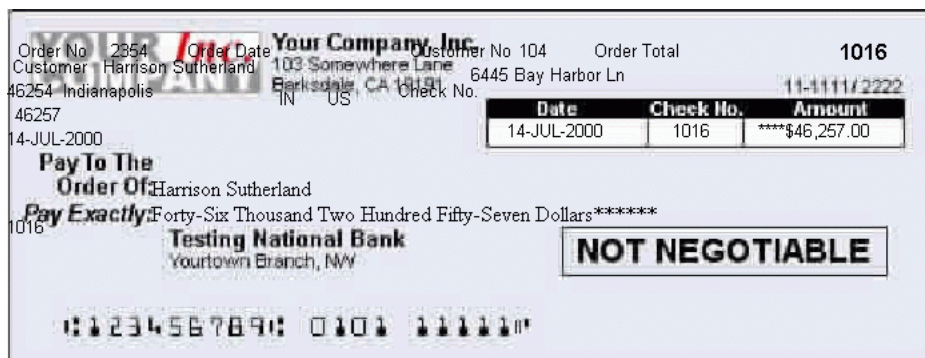 YOUR Inc.
Order No 2354 Order Date Your Company, Inc. Customer No 104 Order Total 1016
Customer Harrison Sutherland 103 Somewhere Lane
6445 Bay Harbor Ln
46254 Indianapolis Barksdale, CA 19191 Check No. 11-1111/2222
IN US
46257
Date Check No. Amount
14-JUL-2000 1016 ****$46,257.00
14-JUL-2000
Pay To The
Order Of: Harrison Sutherland
Pay Exactly: Forty-Six Thousand Two Hundred Fifty-Seven Dollars******
1016
Testing National Bank
Yourtown Branch, NW
NOT NEGOTIABLE
⑆123456789⑆ 0101 11111⑈